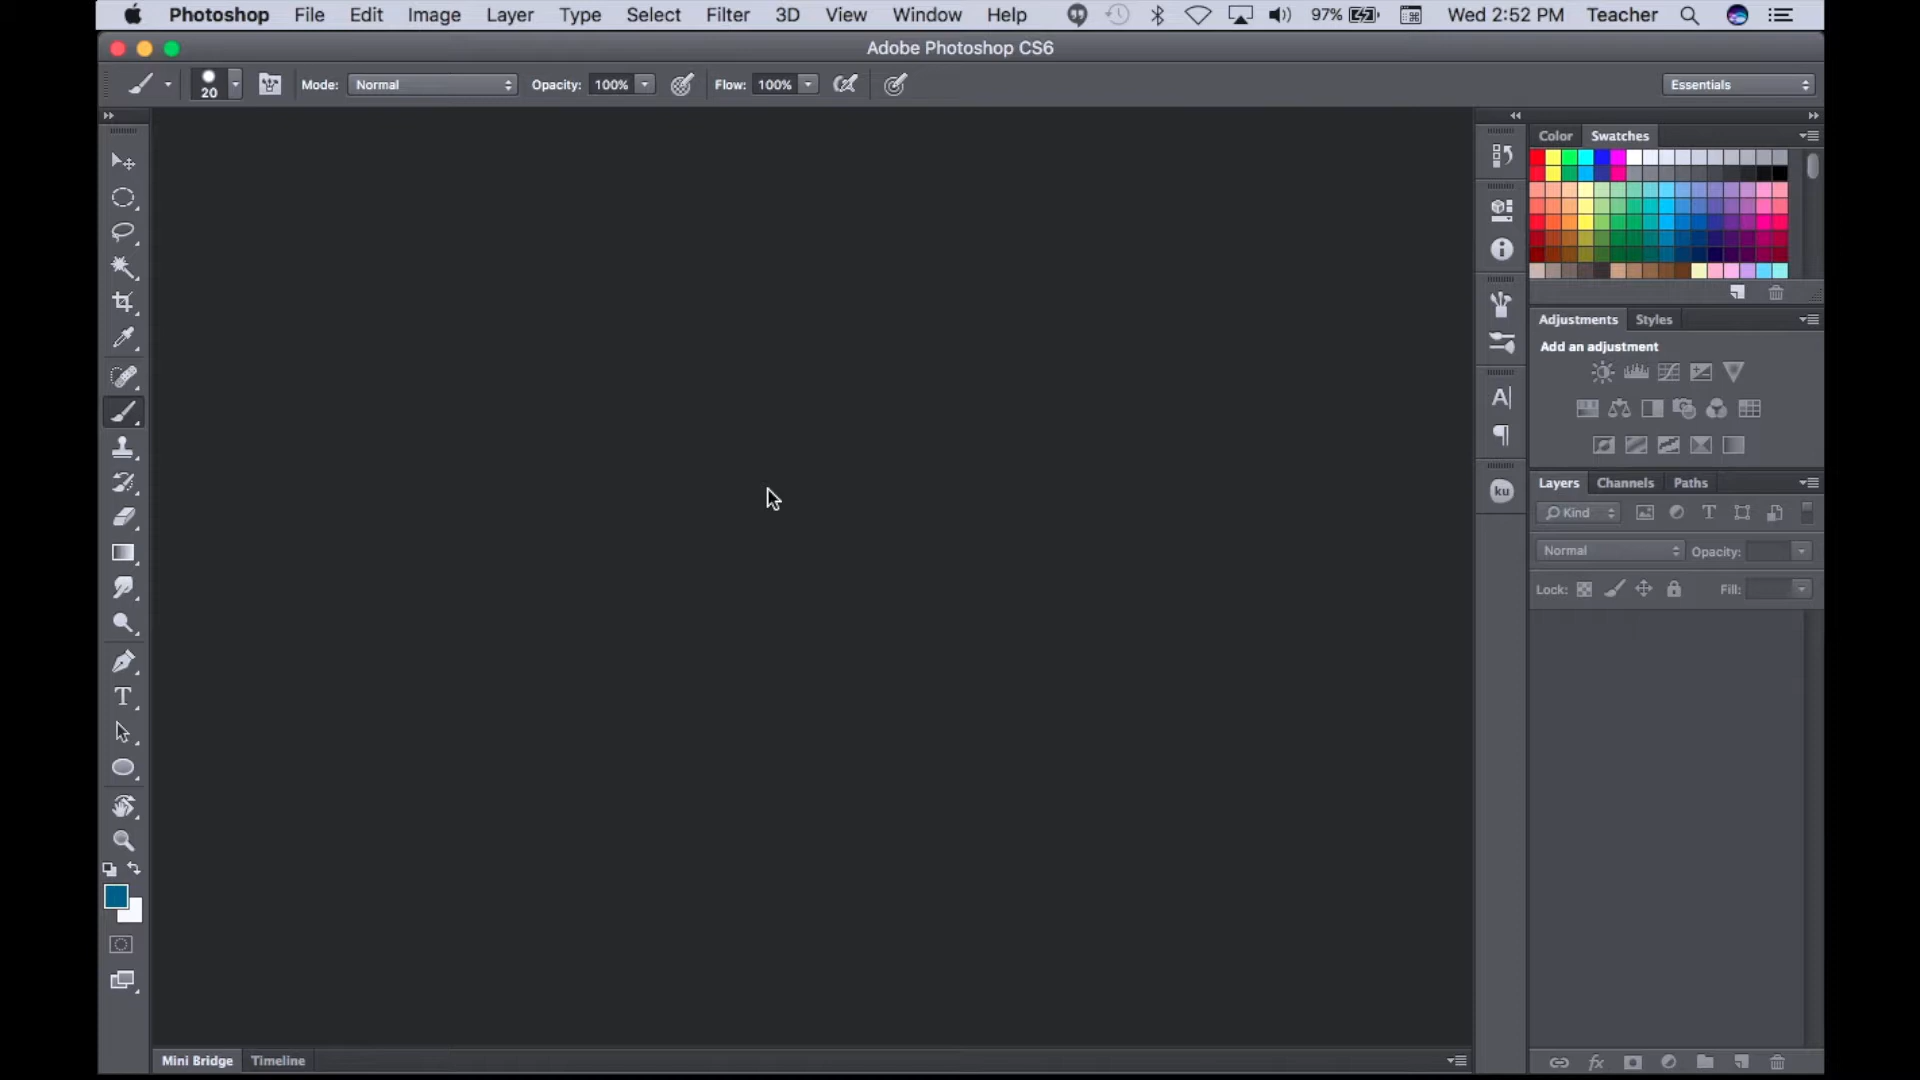 Photoshop File Edit Image Layer Type Select Filter 3D View Window Help 97% Wed 2:52 PM Teacher
Adobe Photoshop CS6
20 Mode: Normal Opacity: 100% Flow: 100% Essentials
Color Swatches
Adjustments Styles
Add an adjustment
A
ku
Layers Channels Paths
Kind T
Normal Opacity:
Lock: Fill:
T
Mini Bridge Timeline
fx